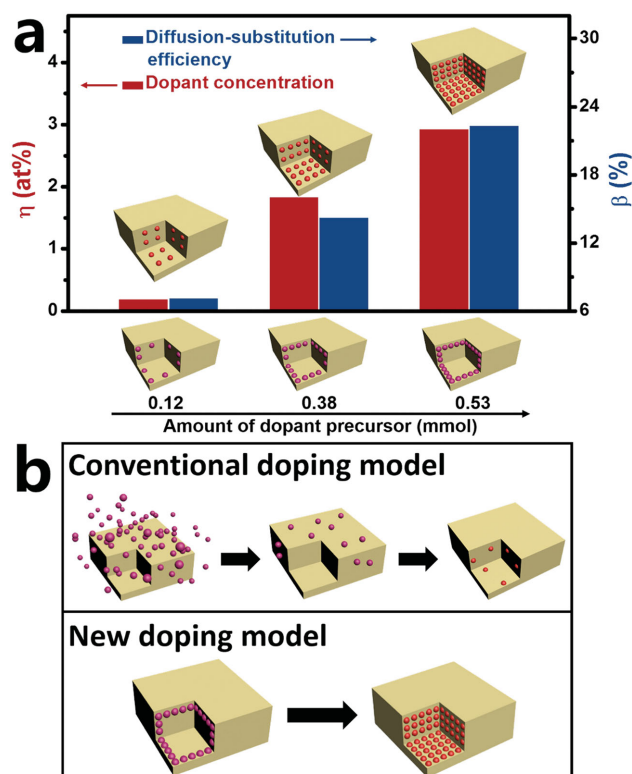 a
Diffusion-substitution
efficiency
Dopant concentration
η (at%)
4
3
2
1
0
β (%)
30
24
18
12
6
0.12 0.38 0.53
Amount of dopant precursor (mmol)
b
Conventional doping model
New doping model